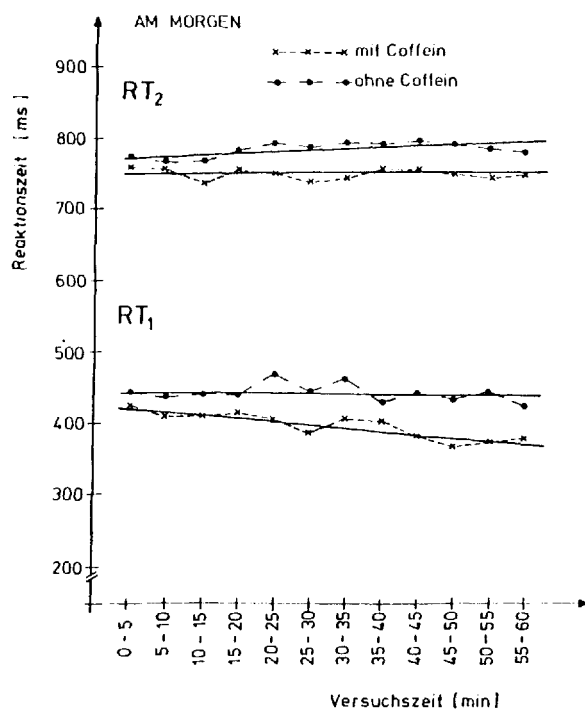 AM MORGEN
mit Coffein
ohne Coffein
Reaktionszeit [ms]
900
RT₂
800
700
600
RT₁
500
400
300
200
0 - 5
5 - 10
10 - 15
15 - 20
20 - 25
25 - 30
30 - 35
35 - 40
40 - 45
45 - 50
50 - 55
55 - 60
Versuchszeit [min]